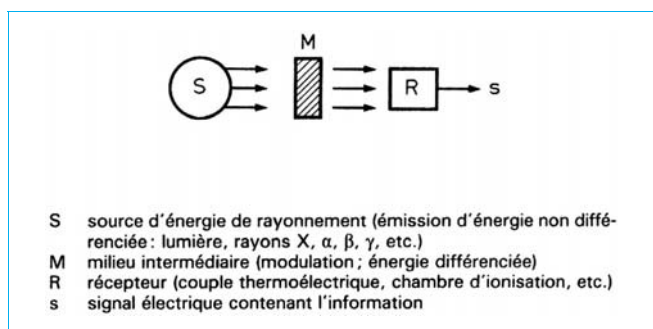 M
S
R
s
S source d'énergie de rayonnement (émission d'énergie non diffé-
renciée : lumière, rayons X, α, β, γ, etc.)
M milieu intermédiaire (modulation ; énergie différenciée)
R récepteur (couple thermoélectrique, chambre d'ionisation, etc.)
s signal électrique contenant l'information